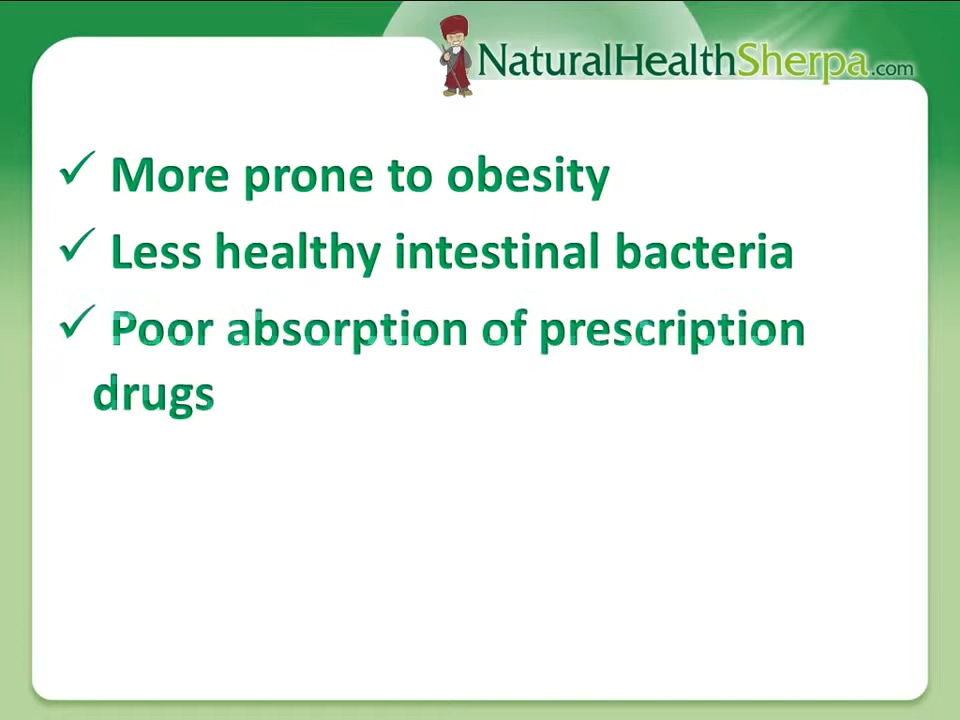 NaturalHealthSherpa.com
✓ More prone to obesity
✓ Less healthy intestinal bacteria
✓ Poor absorption of prescription
drugs